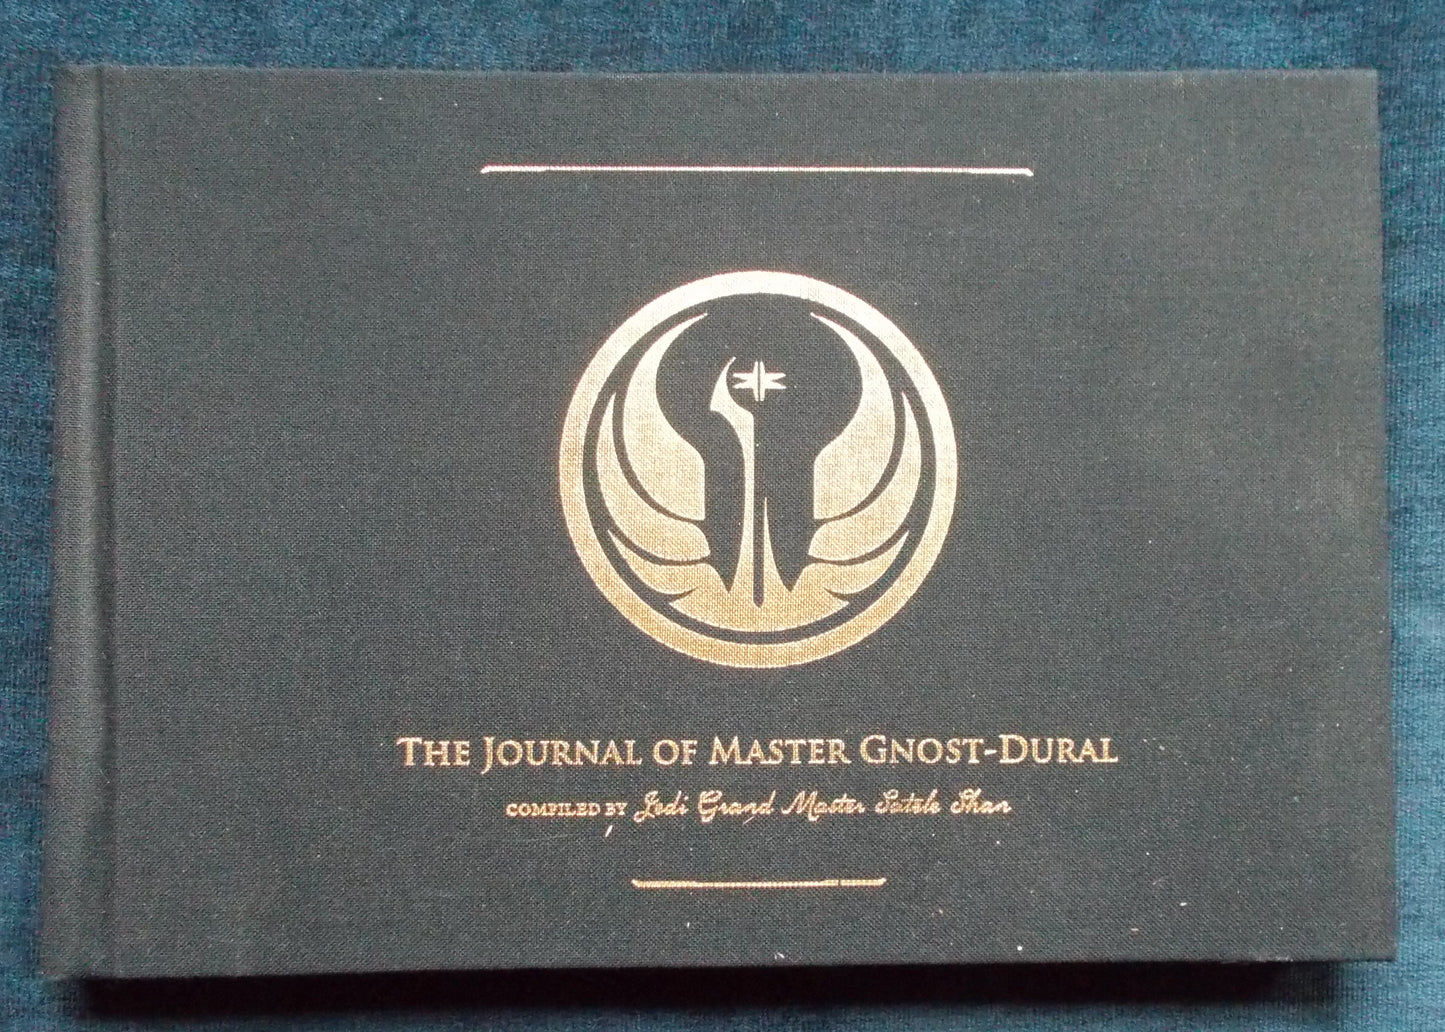 The Journal of Master Gnost-Dural
compiled by Jedi Grand Master Satele Shan